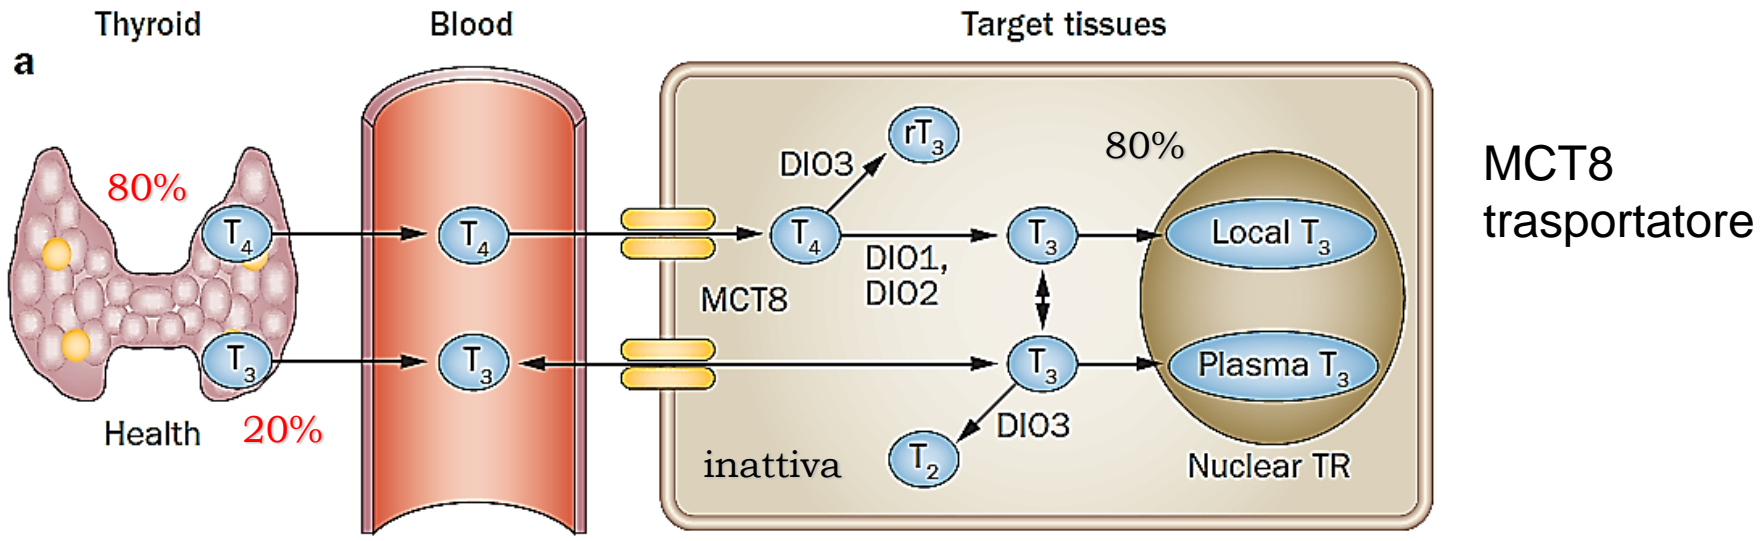 Thyroid
Blood
Target tissues
a
80%
T4
T4
MCT8
T4
DIO3
rT3
DIO1,
DIO2
T3
80%
Local T3
T3
20%
Health
T3
T3
DIO3
T2
inattiva
Plasma T3
Nuclear TR
MCT8
trasportatore